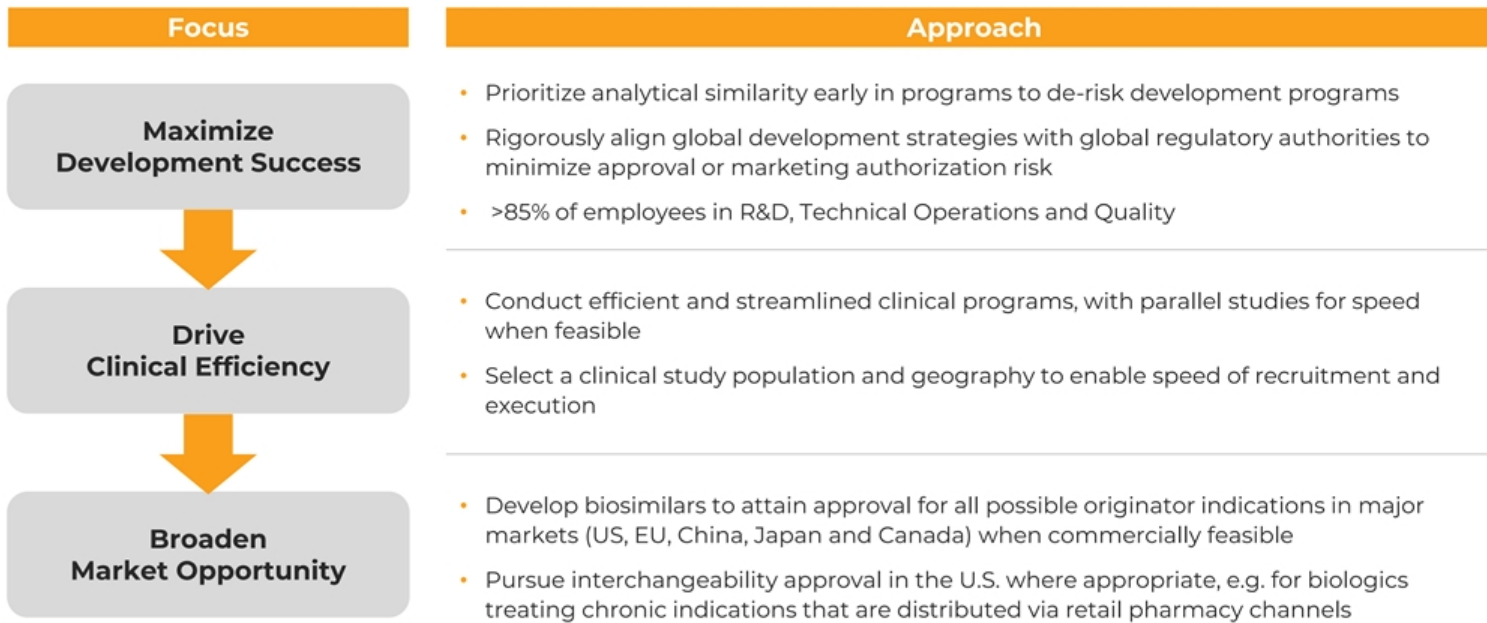 Focus
Approach
Maximize
Development Success
• Prioritize analytical similarity early in programs to de-risk development programs
• Rigorously align global development strategies with global regulatory authorities to
minimize approval or marketing authorization risk
• >85% of employees in R&D, Technical Operations and Quality
Drive
Clinical Efficiency
• Conduct efficient and streamlined clinical programs, with parallel studies for speed
when feasible
• Select a clinical study population and geography to enable speed of recruitment and
execution
Broaden
Market Opportunity
• Develop biosimilars to attain approval for all possible originator indications in major
markets (US, EU, China, Japan and Canada) when commercially feasible
• Pursue interchangeability approval in the U.S. where appropriate, e.g. for biologics
treating chronic indications that are distributed via retail pharmacy channels